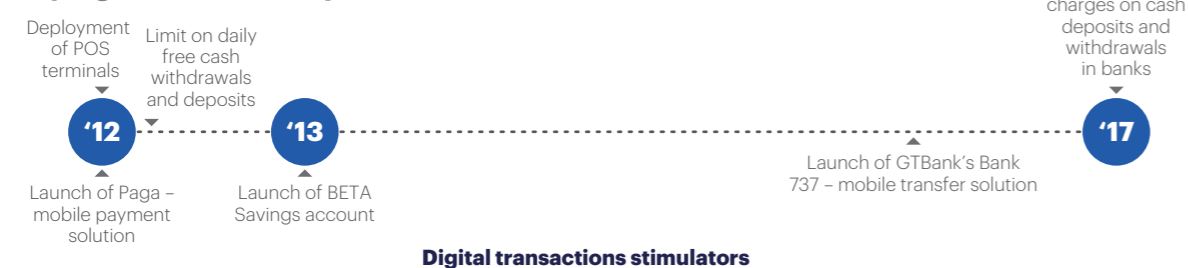 charges on cash
deposits and
withdrawals
in banks
Deployment
of POS
terminals
Limit on daily
free cash
withdrawals
and deposits
‘12
‘13
‘17
Launch of Paga –
mobile payment
solution
Launch of BETA
Savings account
Launch of GTBank’s Bank
737 – mobile transfer solution
Digital transactions stimulators